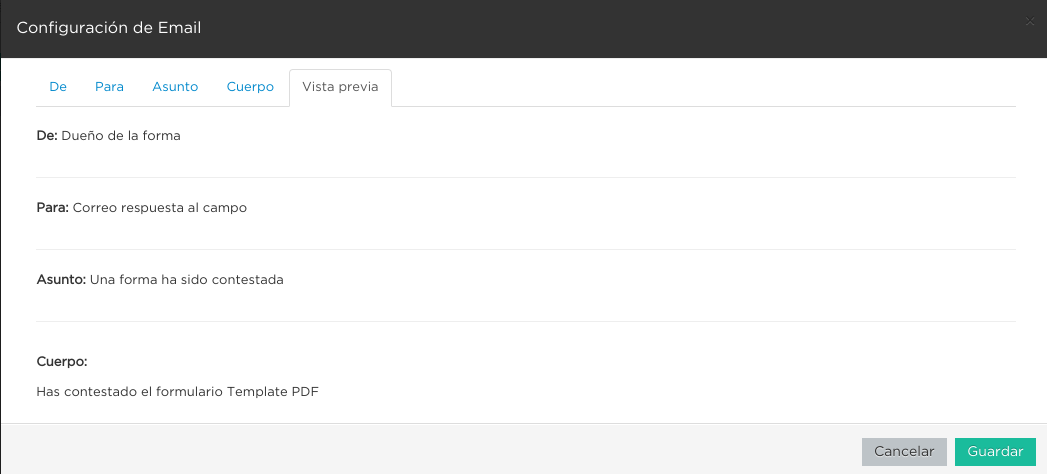 Configuración de Email
×
De Para Asunto Cuerpo Vista previa
De: Dueño de la forma
Para: Correo respuesta al campo
Asunto: Una forma ha sido contestada
Cuerpo:
Has contestado el formulario Template PDF
Cancelar Guardar